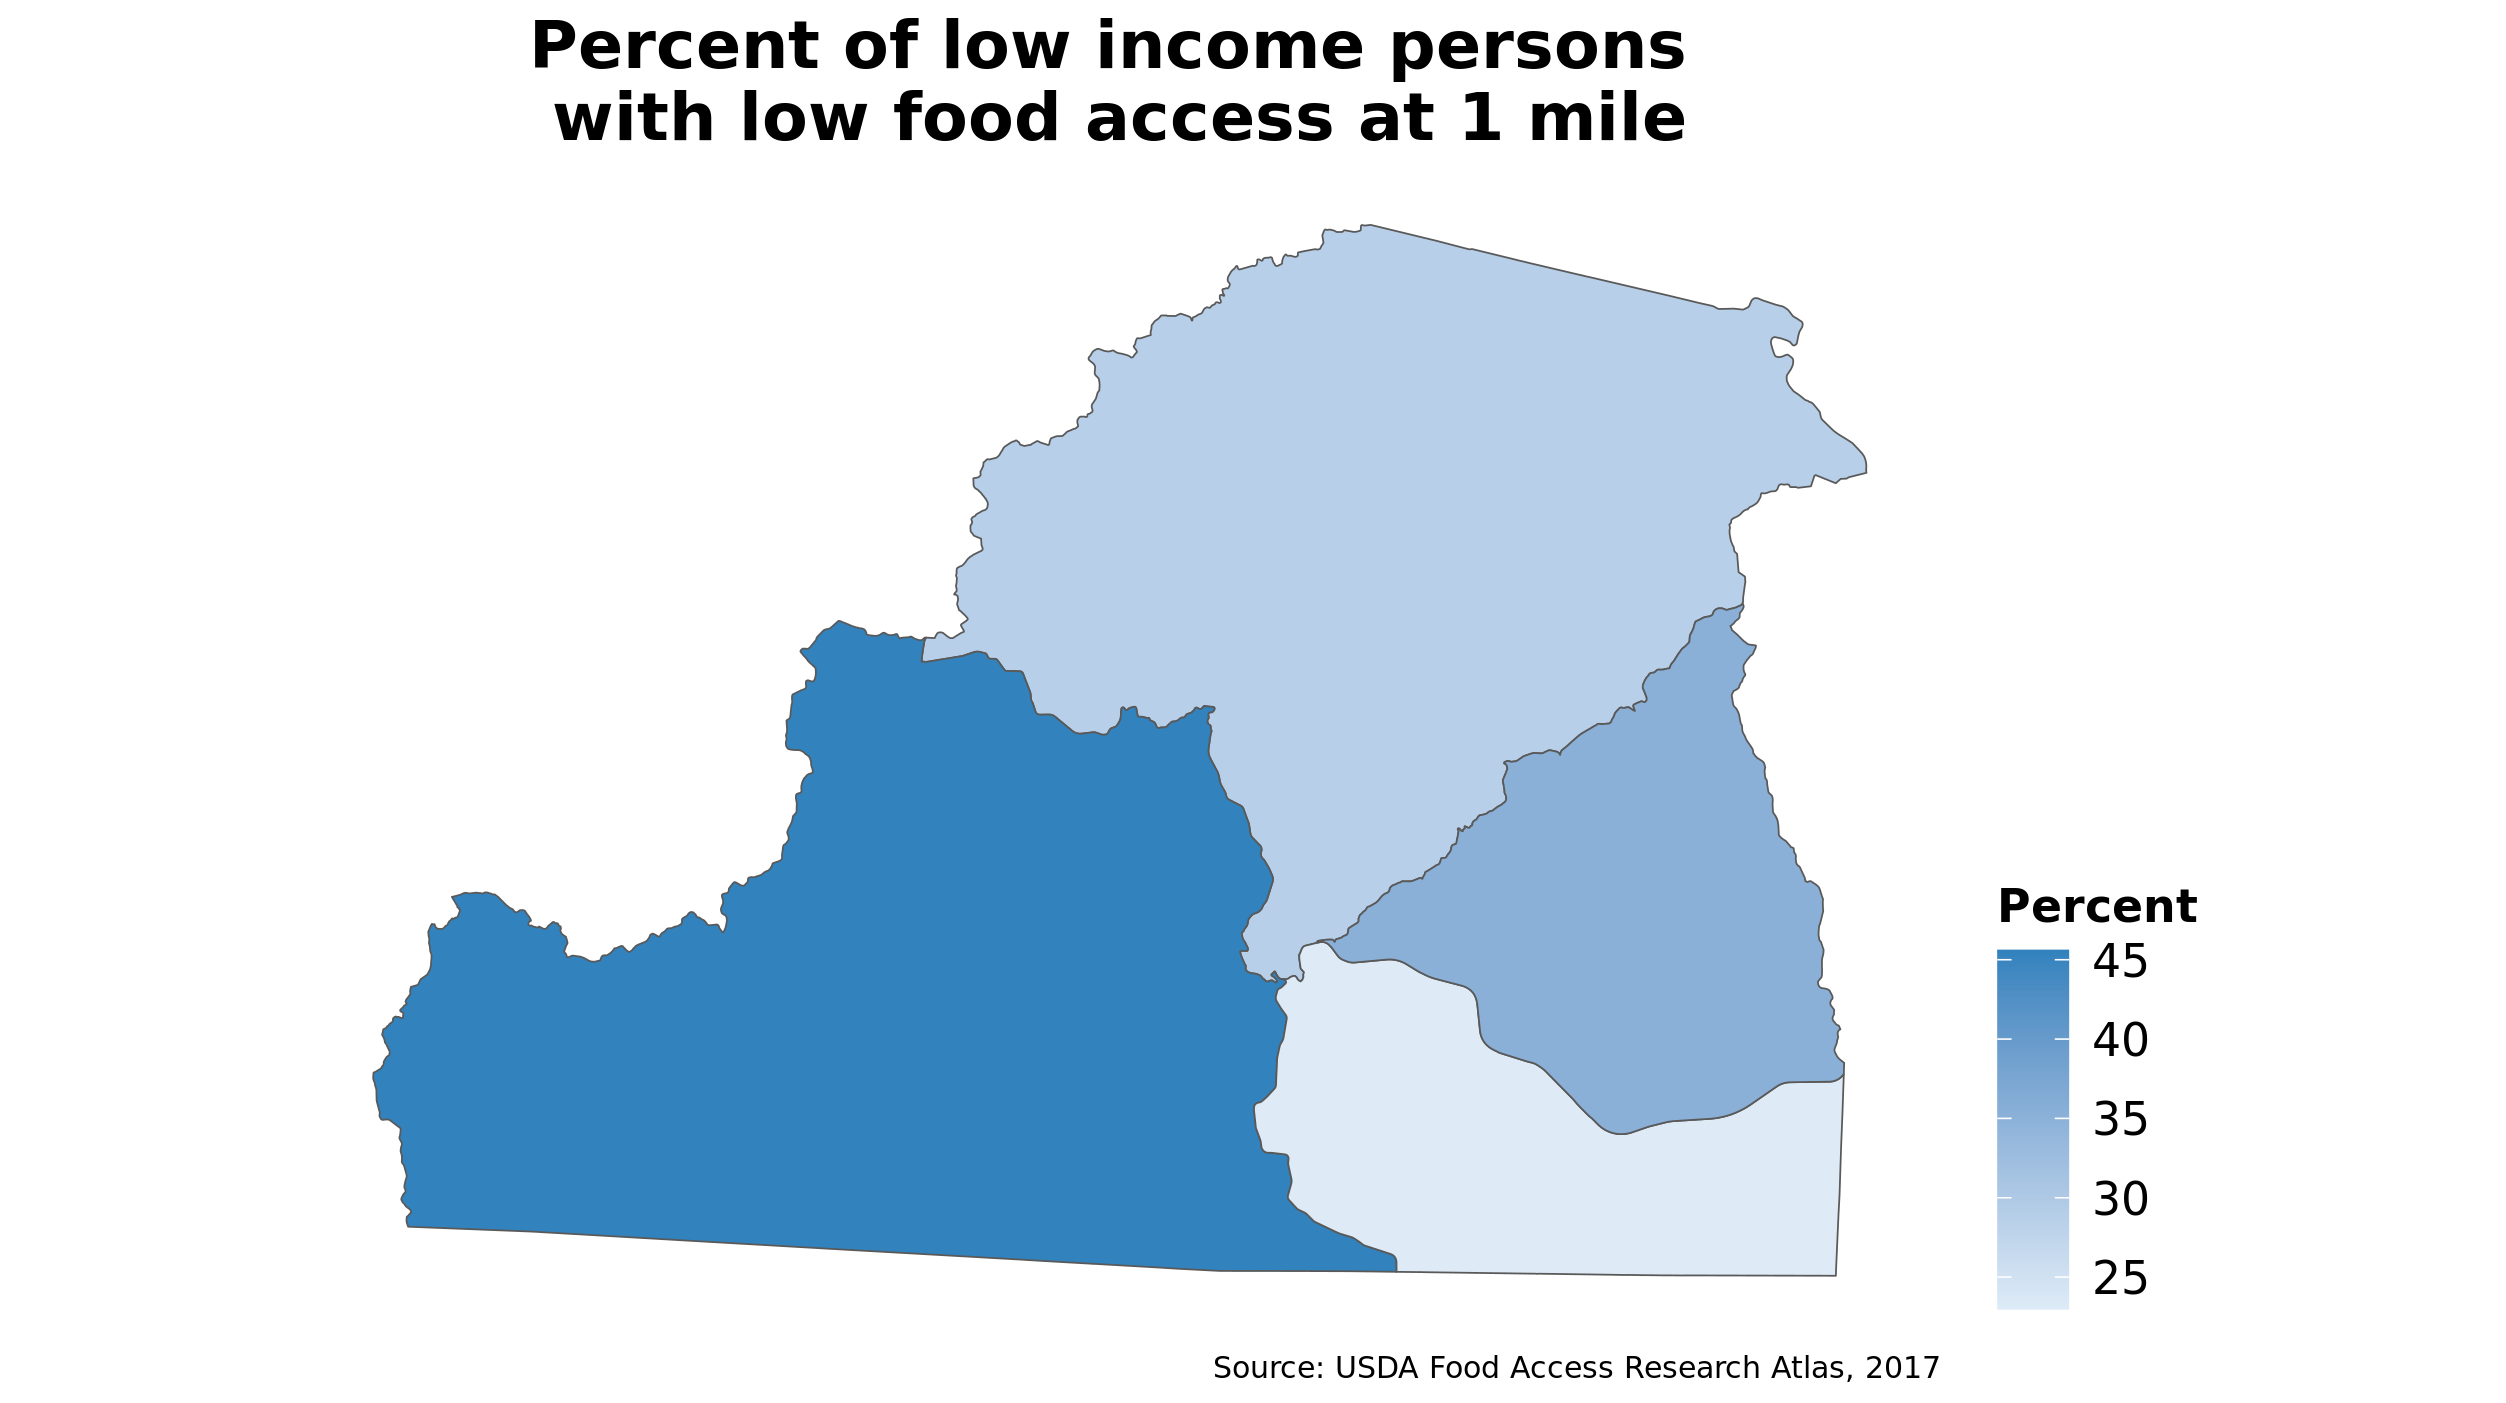 Percent of low income persons
with low food access at 1 mile
Percent
45
40
35
30
25
Source: USDA Food Access Research Atlas, 2017